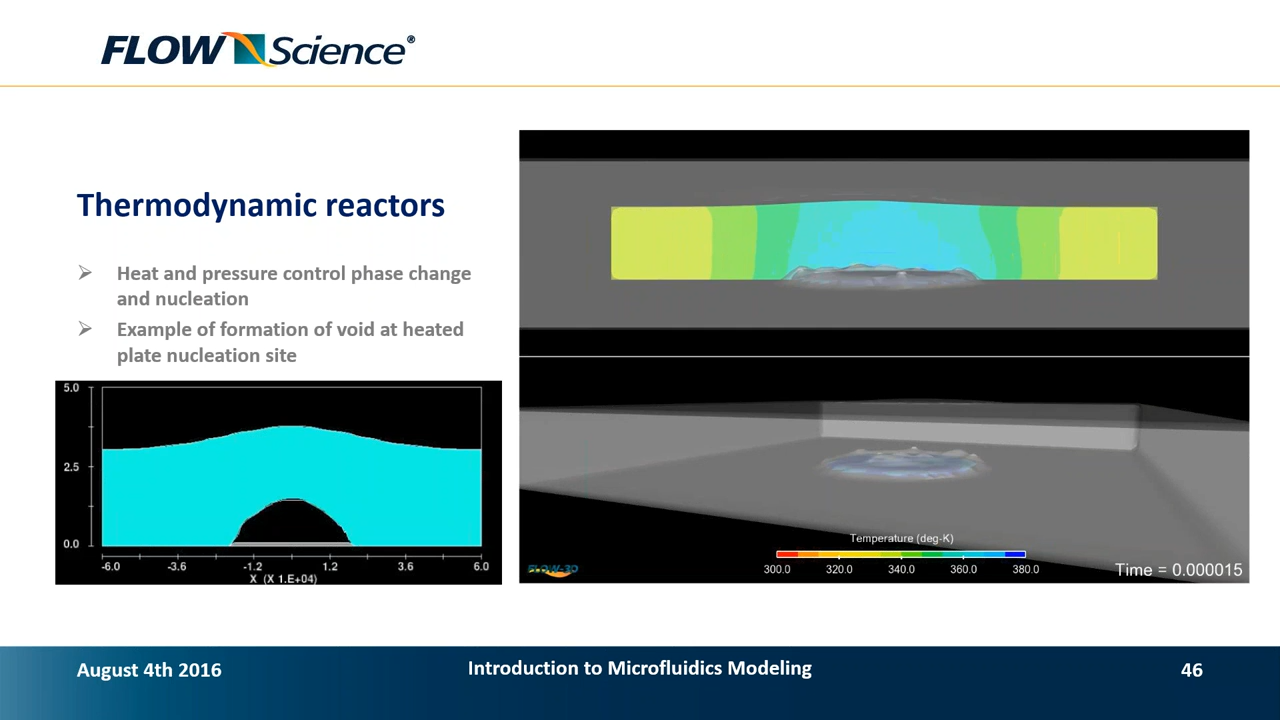 FLOW Science®
Thermodynamic reactors
➢ Heat and pressure control phase change
and nucleation
➢ Example of formation of void at heated
plate nucleation site
5.0
2.5
0.0
-6.0 -3.6 -1.2 1.2 3.6 6.0
X (X 1.E+04)
Temperature (deg-K)
300.0 320.0 340.0 360.0 380.0
FLOW-3D
Time = 0.000015
August 4th 2016
Introduction to Microfluidics Modeling
46